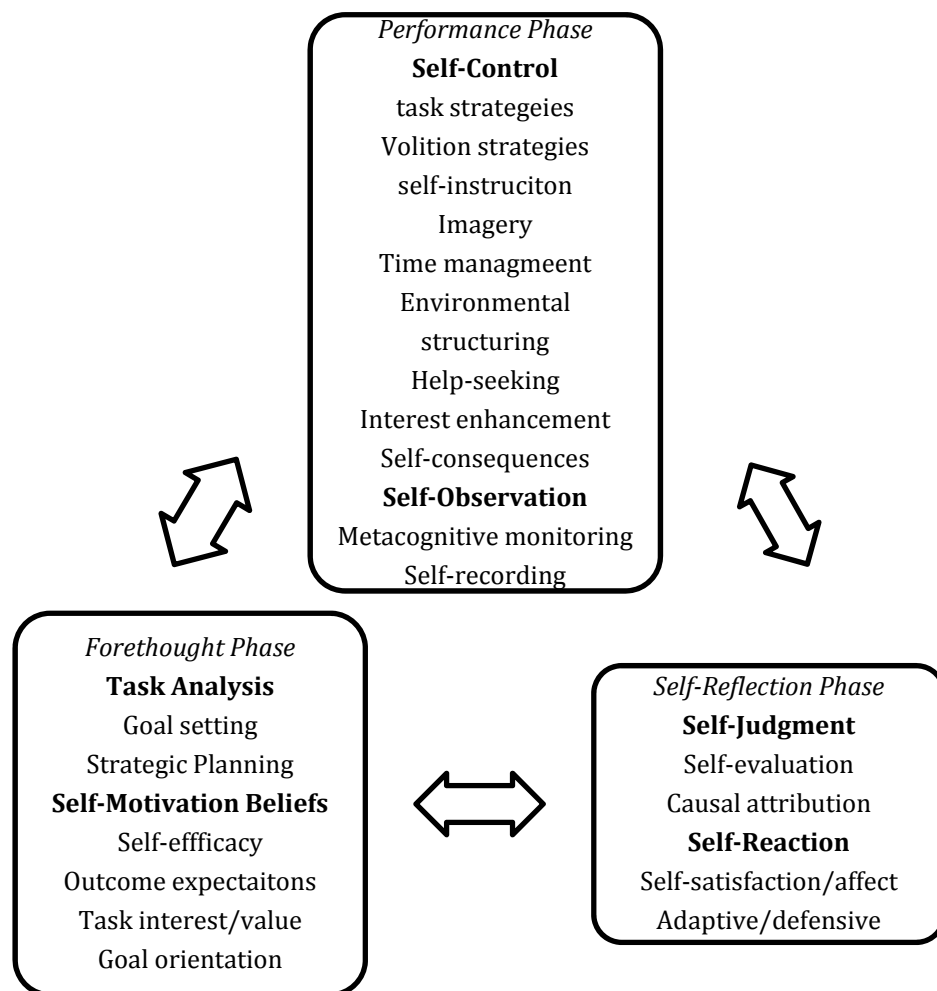 Performance Phase
Self-Control
task strategeies
Volition strategies
self-instruciton
Imagery
Time managmeent
Environmental
structuring
Help-seeking
Interest enhancement
Self-consequences
Self-Observation
Metacognitive monitoring
Self-recording
Forethought Phase
Task Analysis
Goal setting
Strategic Planning
Self-Motivation Beliefs
Self-effficacy
Outcome expectaitons
Task interest/value
Goal orientation
Self-Reflection Phase
Self-Judgment
Self-evaluation
Causal attribution
Self-Reaction
Self-satisfaction/affect
Adaptive/defensive